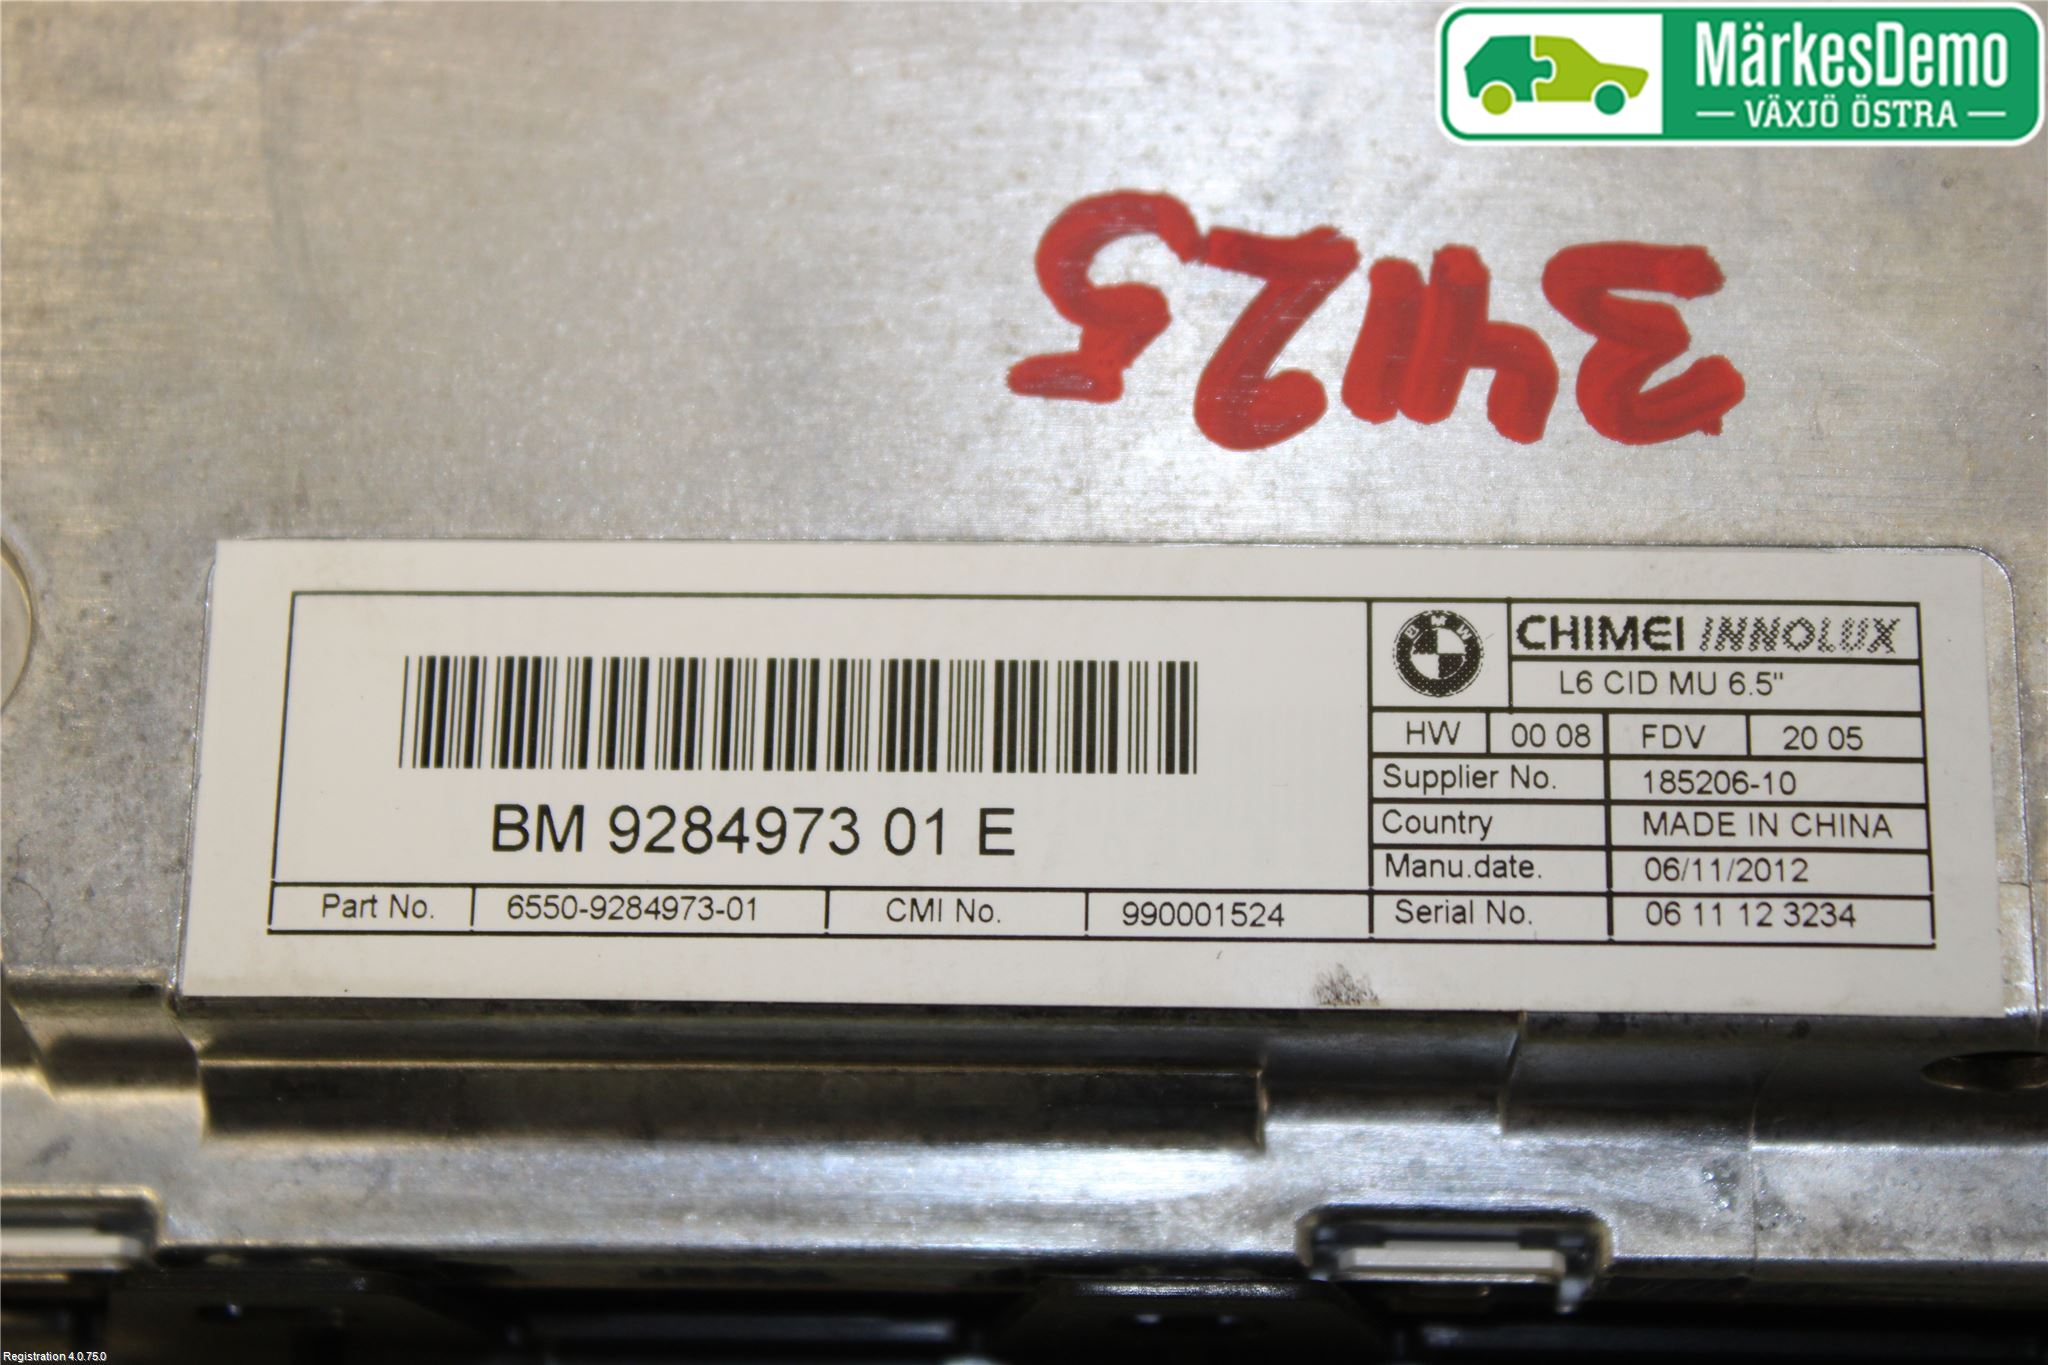 MärkesDemo
VÄXJÖ ÖSTRA
34125
CHIMEI INNOLUX
L6 CID MU 6.5"
HW 00 08 FDV 20 05
Supplier No. 185206-10
Country MADE IN CHINA
Manu.date. 06/11/2012
Serial No. 06 11 12 3234
BMW
BM 9284973 01 E
Part No. 6550-9284973-01 CMI No. 990001524
Registration 4.0.75.0